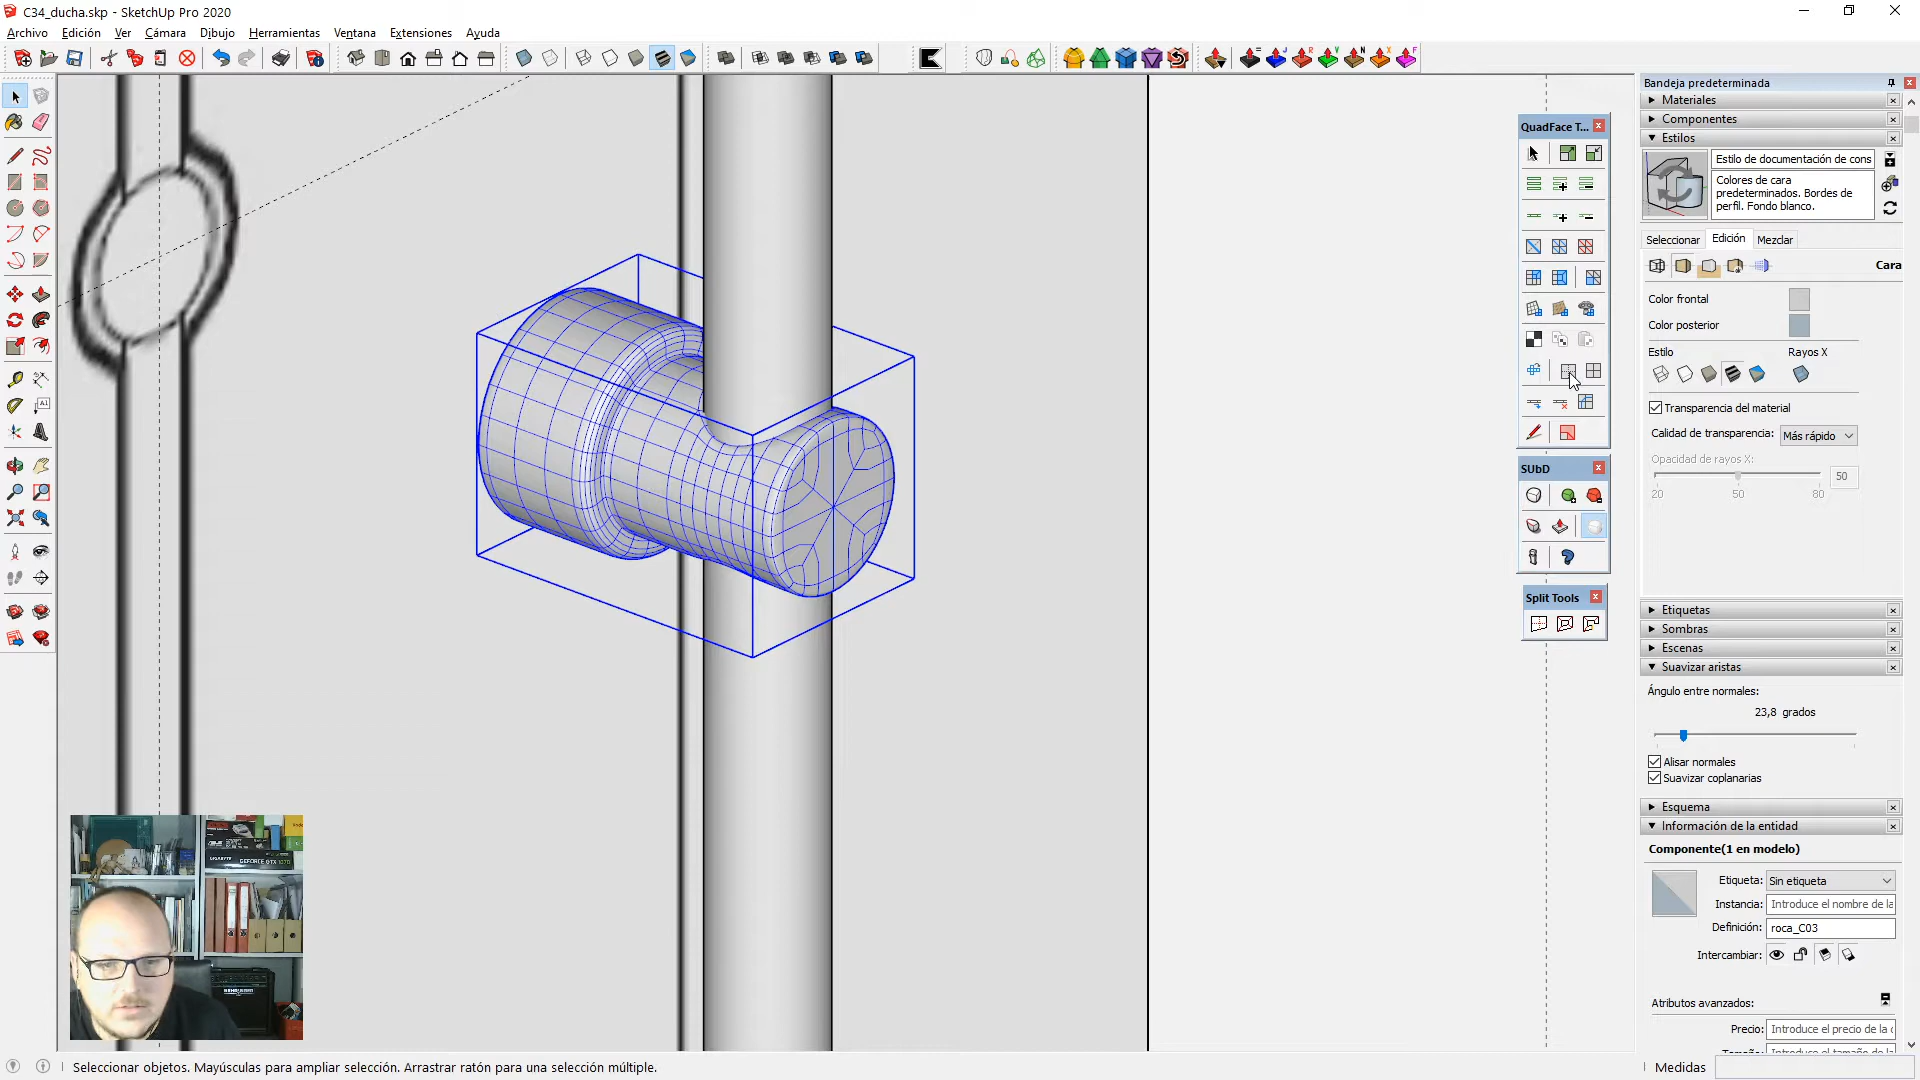 C34_ducha.skp - SketchUp Pro 2020
Archivo Edición Ver Cámara Dibujo Herramientas Ventana Extensiones Ayuda
Bandeja predeterminada
Materiales
Componentes
Estilos
Estilo de documentación de cons
Colores de cara
predeterminados. Bordes de
perfil. Fondo blanco.
Seleccionar Edición Mezclar
Cara
Color frontal
Color posterior
Estilo Rayos X
Transparencia del material
Calidad de transparencia: Más rápido
Opacidad de rayos X: 50
20 50 80
Etiquetas
Sombras
Escenas
Suavizar aristas
Ángulo entre normales:
23,8 grados
Alisar normales
Suavizar coplanarias
Esquema
Información de la entidad
Componente(1 en modelo)
Etiqueta: Sin etiqueta
Instancia: Introduce el nombre de la
Definición: roca_C03
Intercambiar:
Atributos avanzados:
Precio: Introduce el precio de la
QuadFace T...
SUbD
Split Tools
Seleccionar objetos. Mayúsculas para ampliar selección. Arrastrar ratón para una selección múltiple.
Medidas